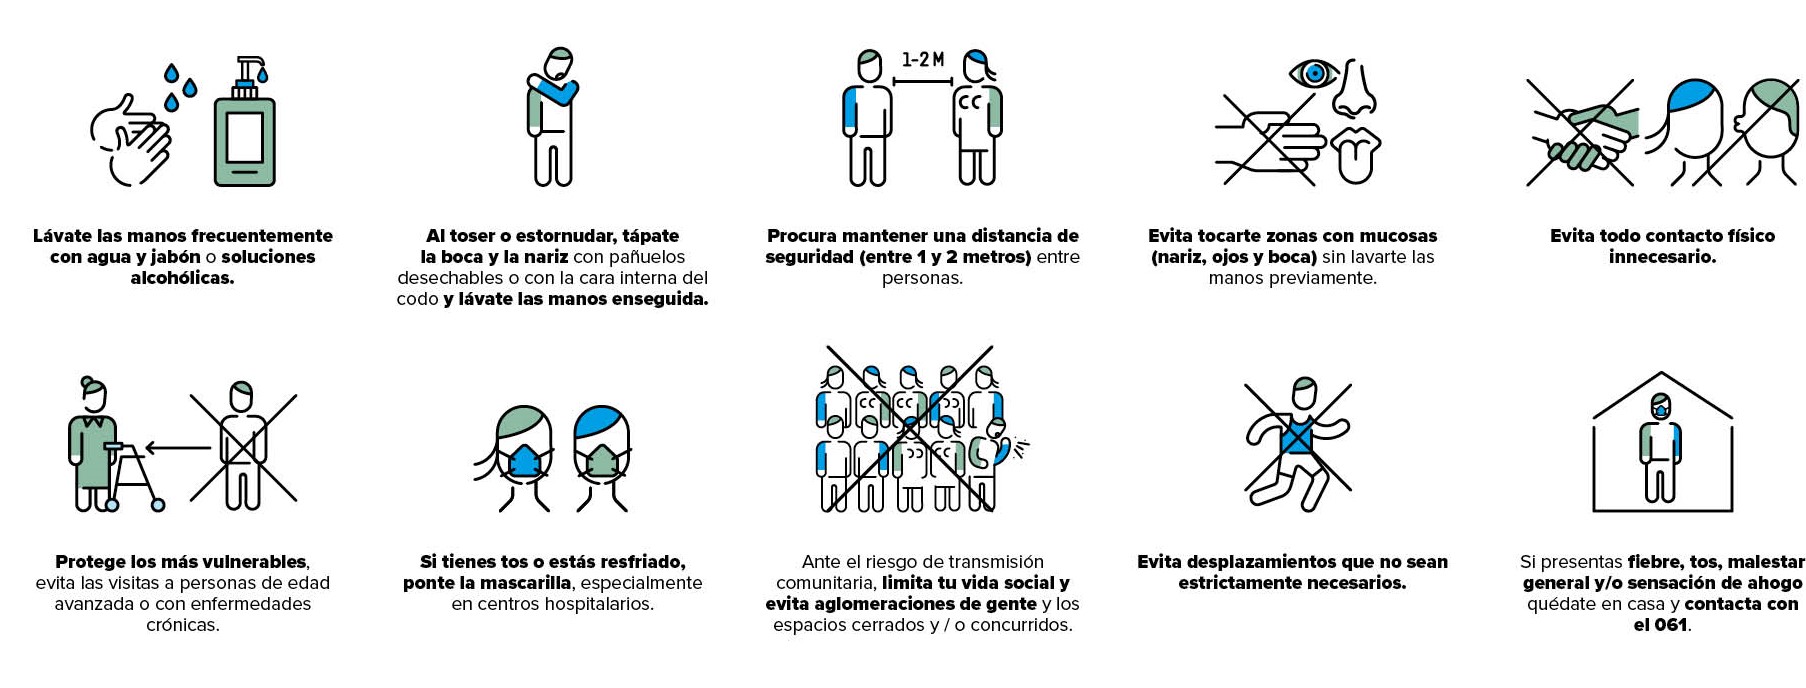 1-2 M
Lávate las manos frecuentemente
con agua y jabón o soluciones
alcohólicas.
Al toser o estornudar, tápate
la boca y la nariz con pañuelos
desechables o con la cara interna del
codo y lávate las manos enseguida.
Procura mantener una distancia de
seguridad (entre 1 y 2 metros) entre
personas.
Evita tocarte zonas con mucosas
(nariz, ojos y boca) sin lavarte las
manos previamente.
Evita todo contacto físico
innecesario.
Protege los más vulnerables,
evita las visitas a personas de edad
avanzada o con enfermedades
crónicas.
Si tienes tos o estás resfriado,
ponte la mascarilla, especialmente
en centros hospitalarios.
Ante el riesgo de transmisión
comunitaria, limita tu vida social y
evita aglomeraciones de gente y los
espacios cerrados y / o concurridos.
Evita desplazamientos que no sean
estrictamente necesarios.
Si presentas fiebre, tos, malestar
general y/o sensación de ahogo
quédate en casa y contacta con
el 061.